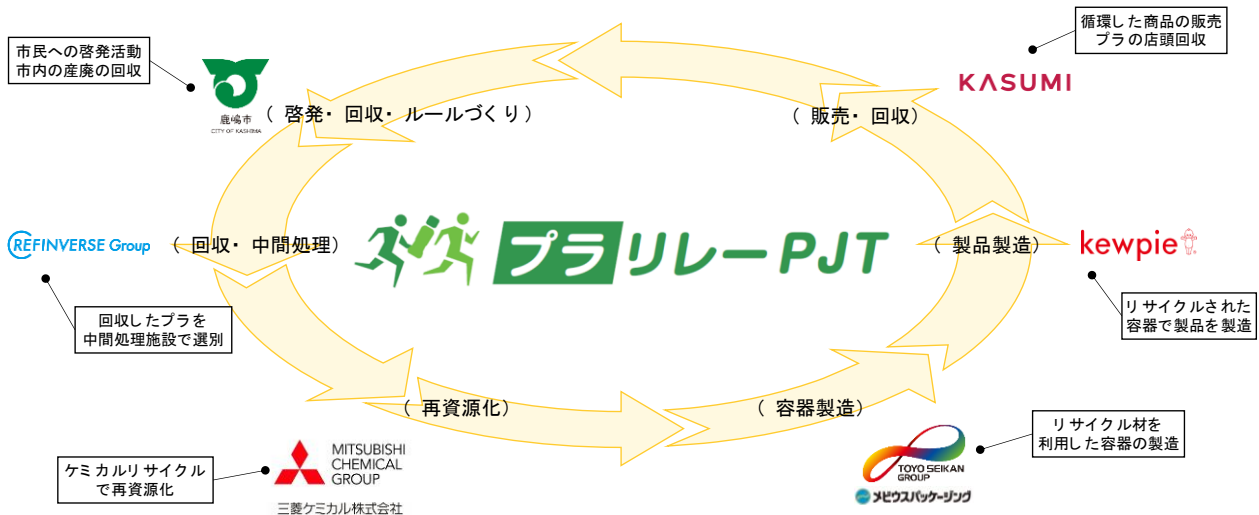 循環した商品の販売
プラの店頭回収
KASUMI
市民への啓発活動
市内の産廃の回収
鹿嶋市
CITY OF KASHIMA
( 啓発・回収・ルールづくり )
( 販売・回収 )
REFINVERSE Group
( 回収・中間処理)
プラリレーPJT
( 製品製造)
kewpie
回収したプラを
中間処理施設で選別
リサイクルされた
容器で製品を製造
( 再資源化)
( 容器製造)
ケミカルリサイクル
で再資源化
MITSUBISHI
CHEMICAL
GROUP
三菱ケミカル株式会社
TOYO SEIKAN
GROUP
メビウスパッケージング
リサイクル材を
利用した容器の製造